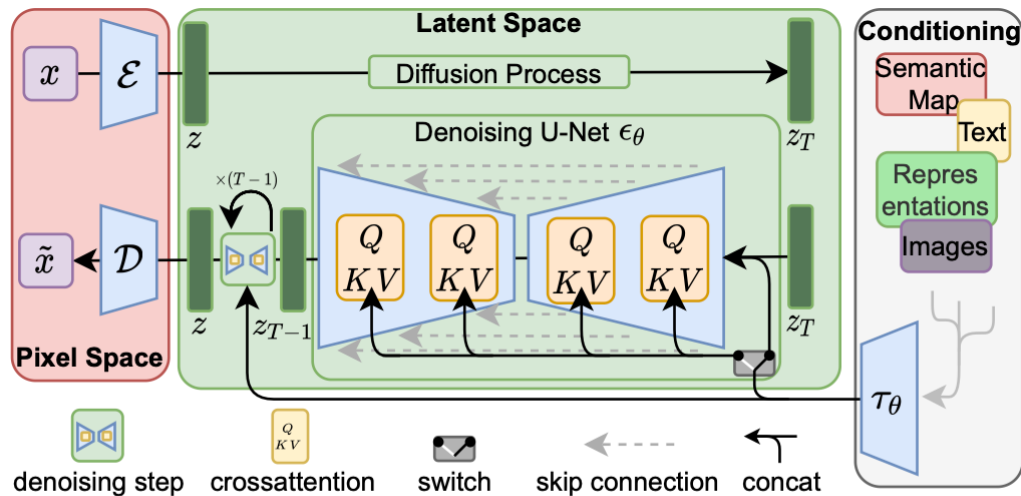 Latent Space
Conditioning
x
ℰ
z
Diffusion Process
z_T
Semantic
Map
Text
Repres
entations
Images
Denoising U-Net ϵ_θ
×(T−1)
Q
KV
Q
KV
Q
KV
Q
KV
x̃
𝒟
z
z_{T−1}
z_T
Pixel Space
τ_θ
Q
KV
denoising step
crossattention
switch
skip connection
concat